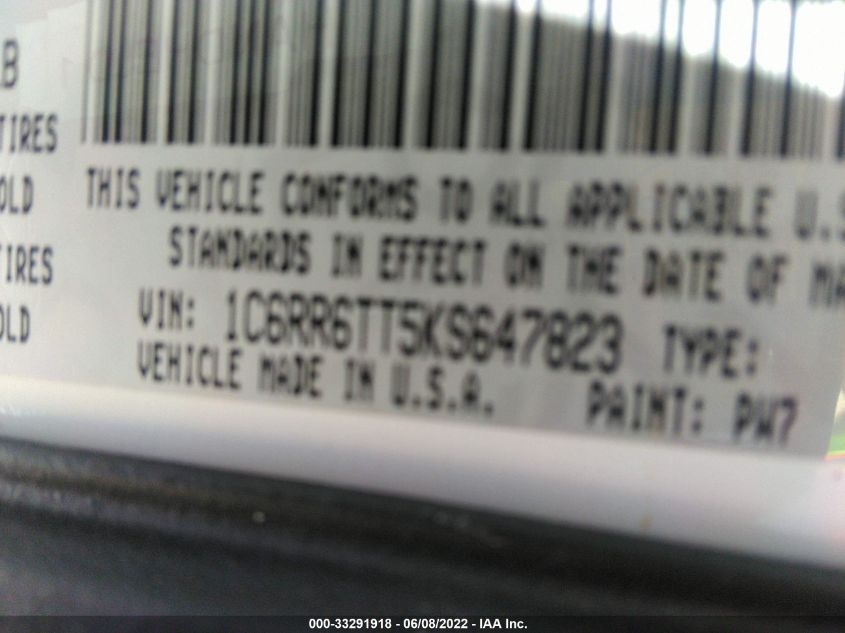 LB
TIRES
OLD
TIRES
OLD
THIS VEHICLE CONFORMS TO ALL APPLICABLE U.S
STANDARDS IN EFFECT ON THE DATE OF MA
VIN: 1C6RR6TT5KS647823 TYPE:
VEHICLE MADE IN U.S.A. PAINT: PW7
000-33291918 - 06/08/2022 - IAA Inc.